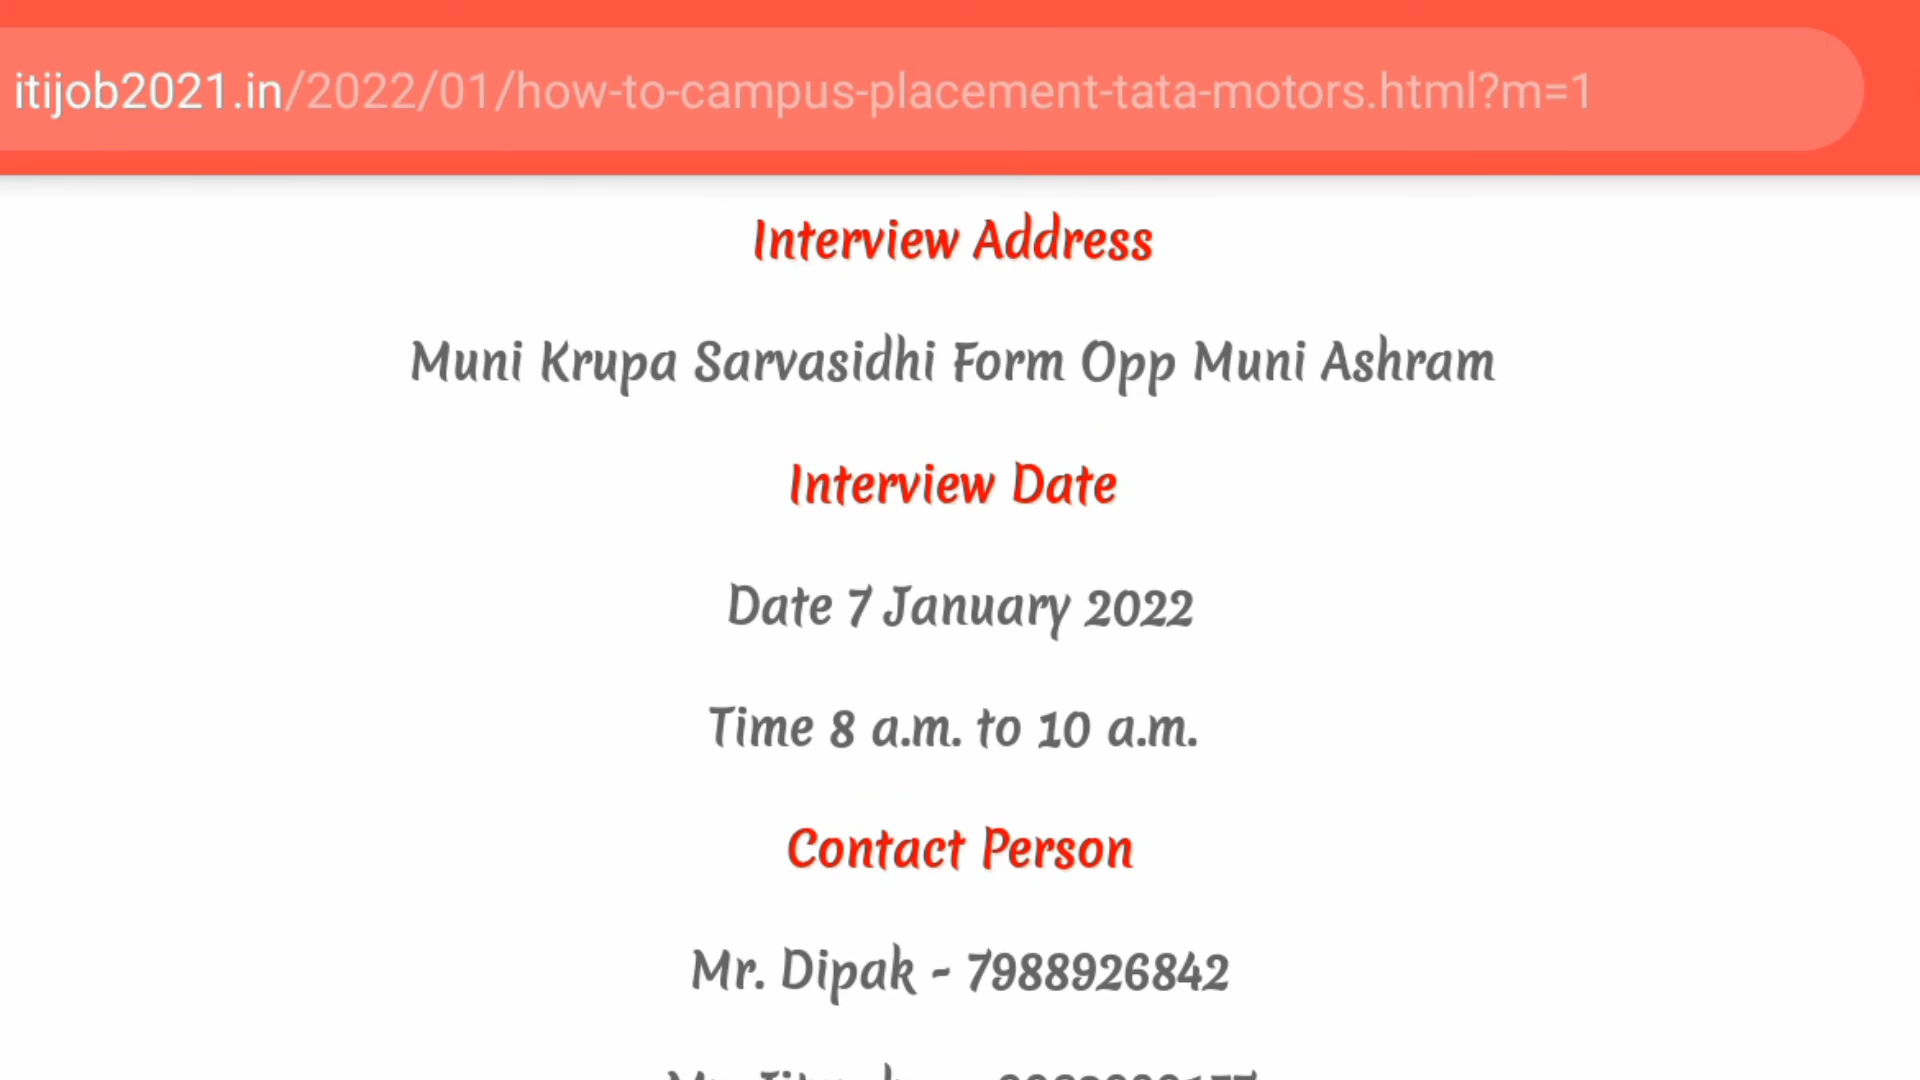 itijob2021.in/2022/01/how-to-campus-placement-tata-motors.html?m=1
Interview Address
Muni Krupa Sarvasidhi Form Opp Muni Ashram
Interview Date
Date 7 January 2022
Time 8 a.m. to 10 a.m.
Contact Person
Mr. Dipak - 7988926842
Mr.